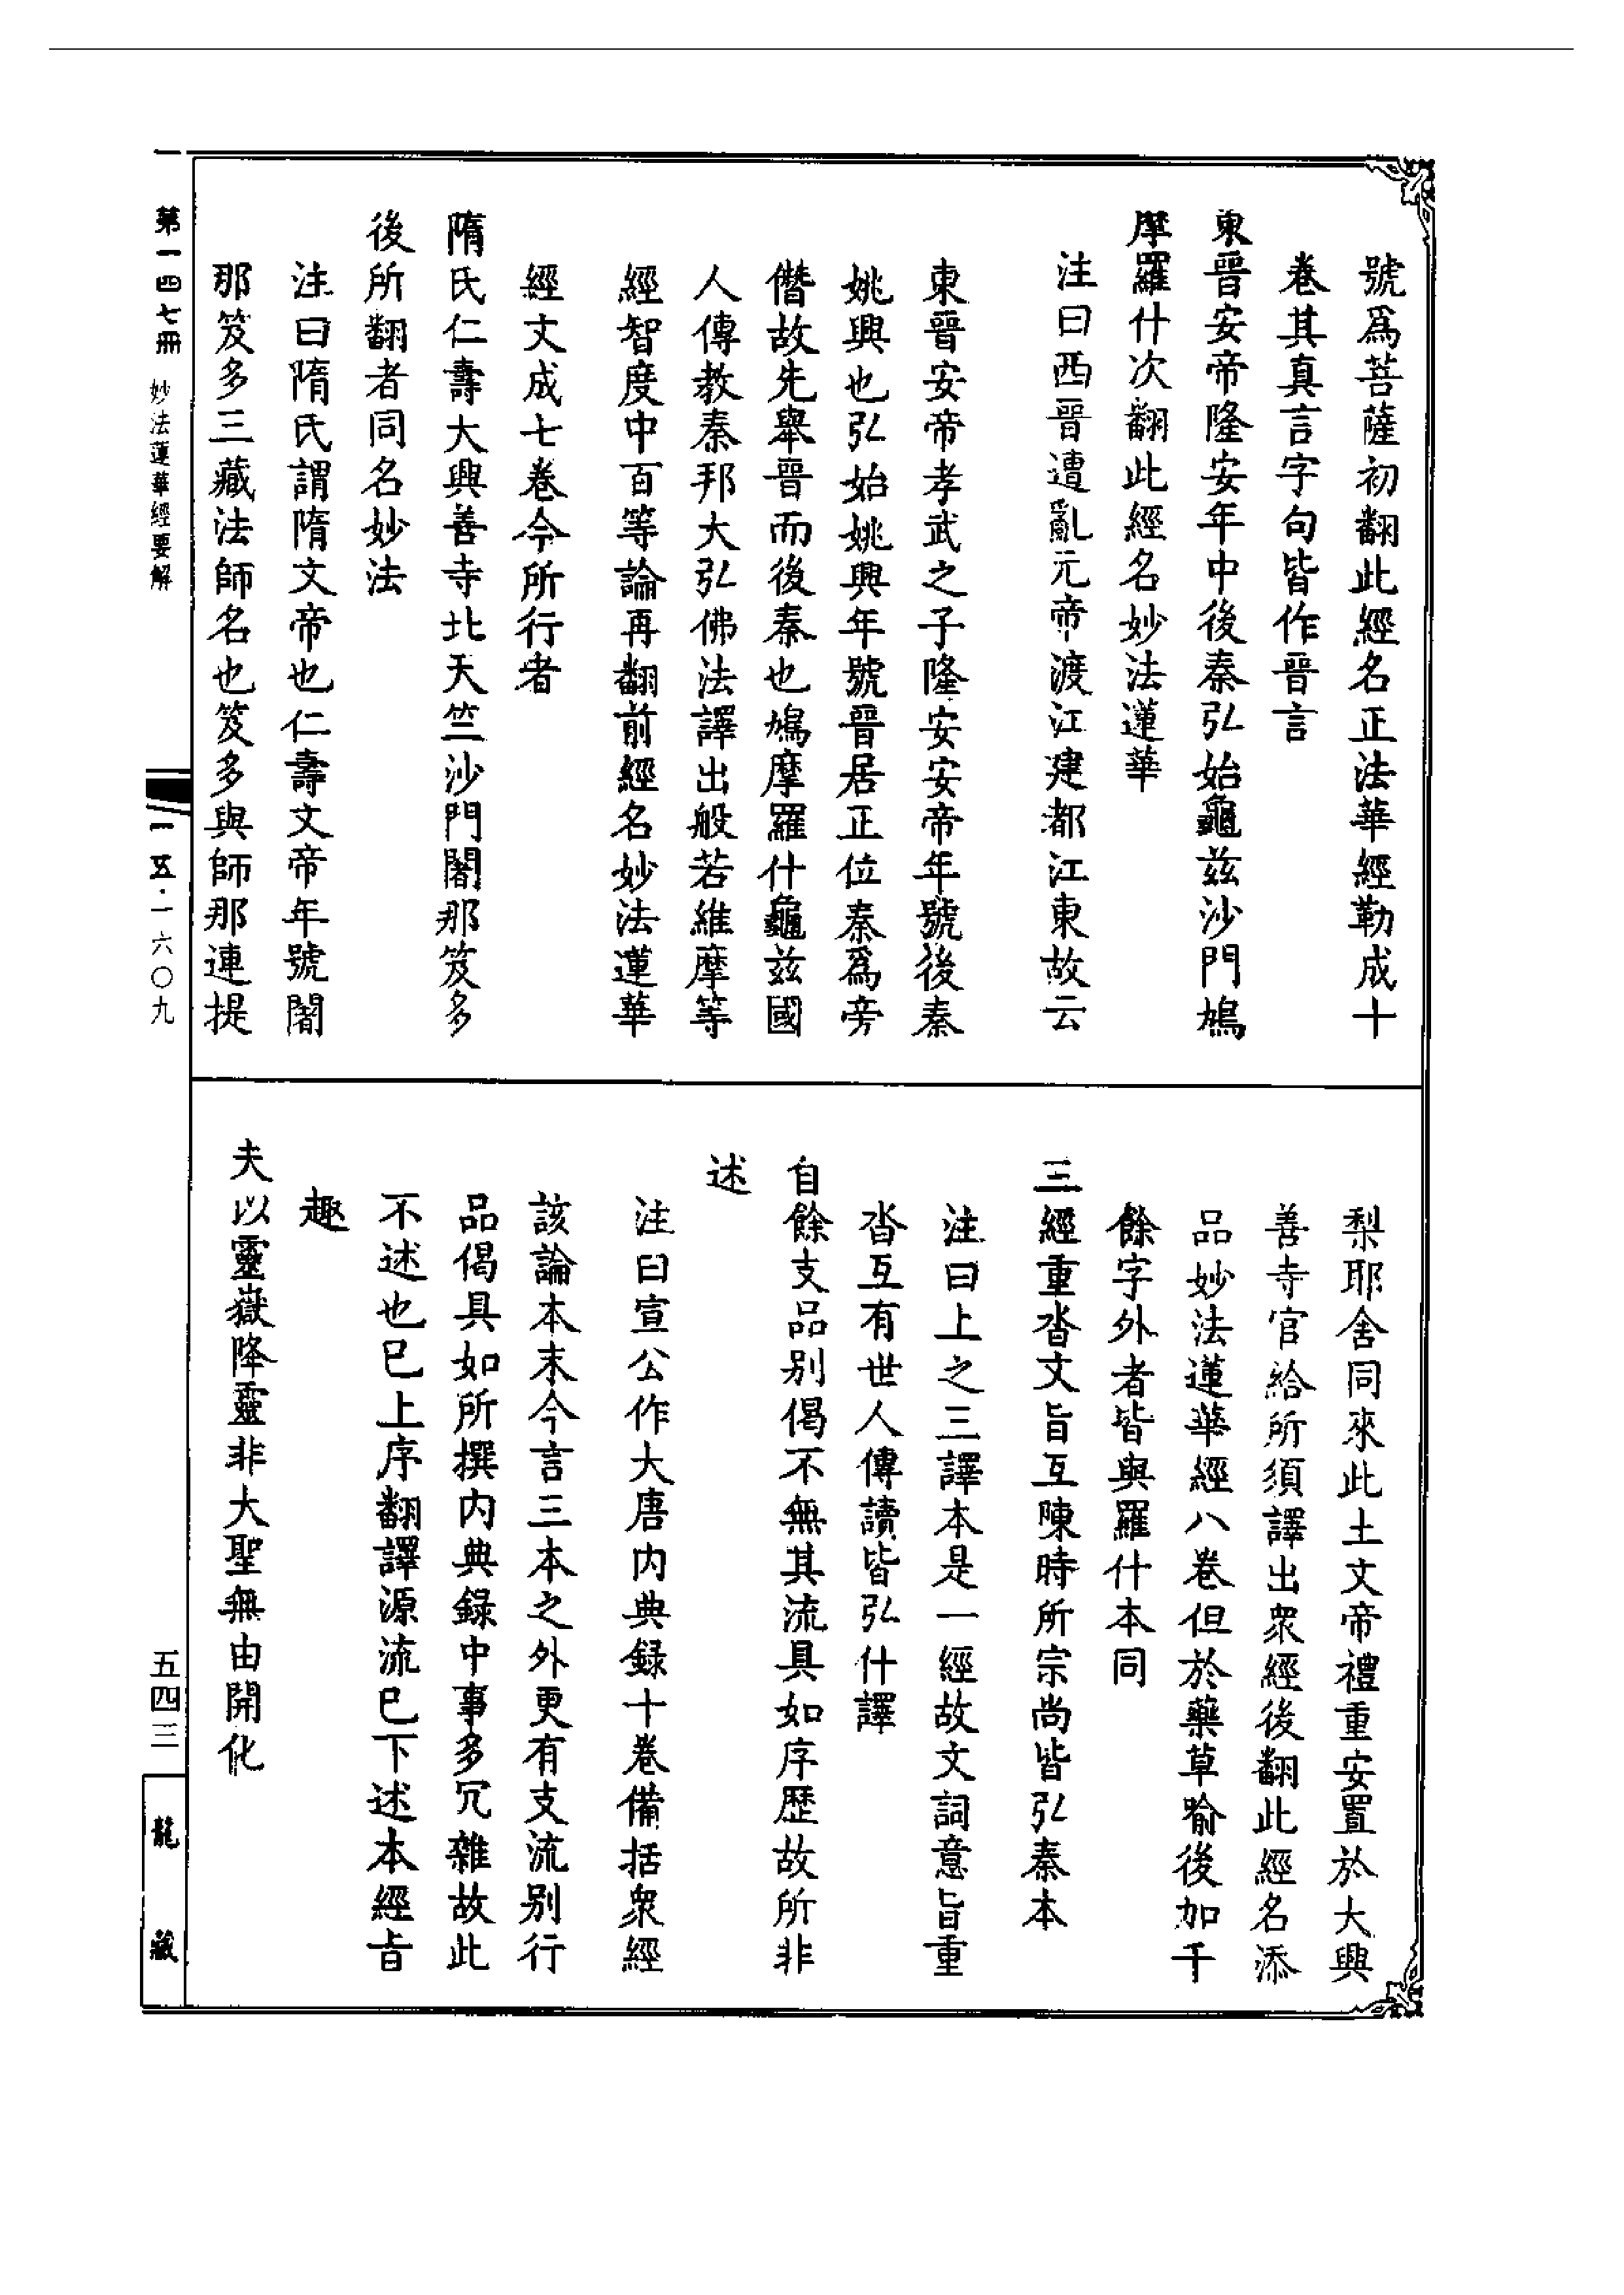 號爲菩薩初翻此經名正法華經勒成十
卷其真言字句皆作晉言
東晉安帝隆安年中後秦弘始龜茲沙門鳩
摩羅什次翻此經名妙法蓮華
注曰西晉遭亂元帝渡江建都江東故云
東晉安帝孝武之子隆安安帝年號後秦
姚興也弘始姚興年號晉居正位秦爲旁
僭故先舉晉而後秦也鳩摩羅什龜茲國
人傳教秦邦大弘佛法譯出般若維摩等
經智度中百等論再翻前經名妙法蓮華
經文成七卷今所行者
隋氏仁壽大興善寺北天竺沙門闍那笈多
後所翻者同名妙法
注曰隋氏謂隋文帝也仁壽文帝年號闍
那笈多三藏法師名也笈多與師那連提
梨耶舍同來此土文帝禮重安置於大興
善寺官給所須譯出衆經後翻此經名添
品妙法蓮華經八卷但於藥草喻後加千
餘字外者皆與羅什本同
三經重沓文旨互陳時所宗尚皆弘秦本
注曰上之三譯本是一經故文詞意旨重
沓互有世人傳讀皆弘什譯
自餘支品別偈不無其流具如序歷故所非
述
注曰宣公作大唐內典録十卷備括衆經
該論本末今言三本之外更有支流別行
品偈具如所撰内典録中事多冗雜故此
不述也巳上序翻譯源流巳下述本經旨
趣
夫以靈嶽降靈非大聖無由開化
第一四七冊 妙法蓮華經要解
一五·一六〇九
五四三
龍藏